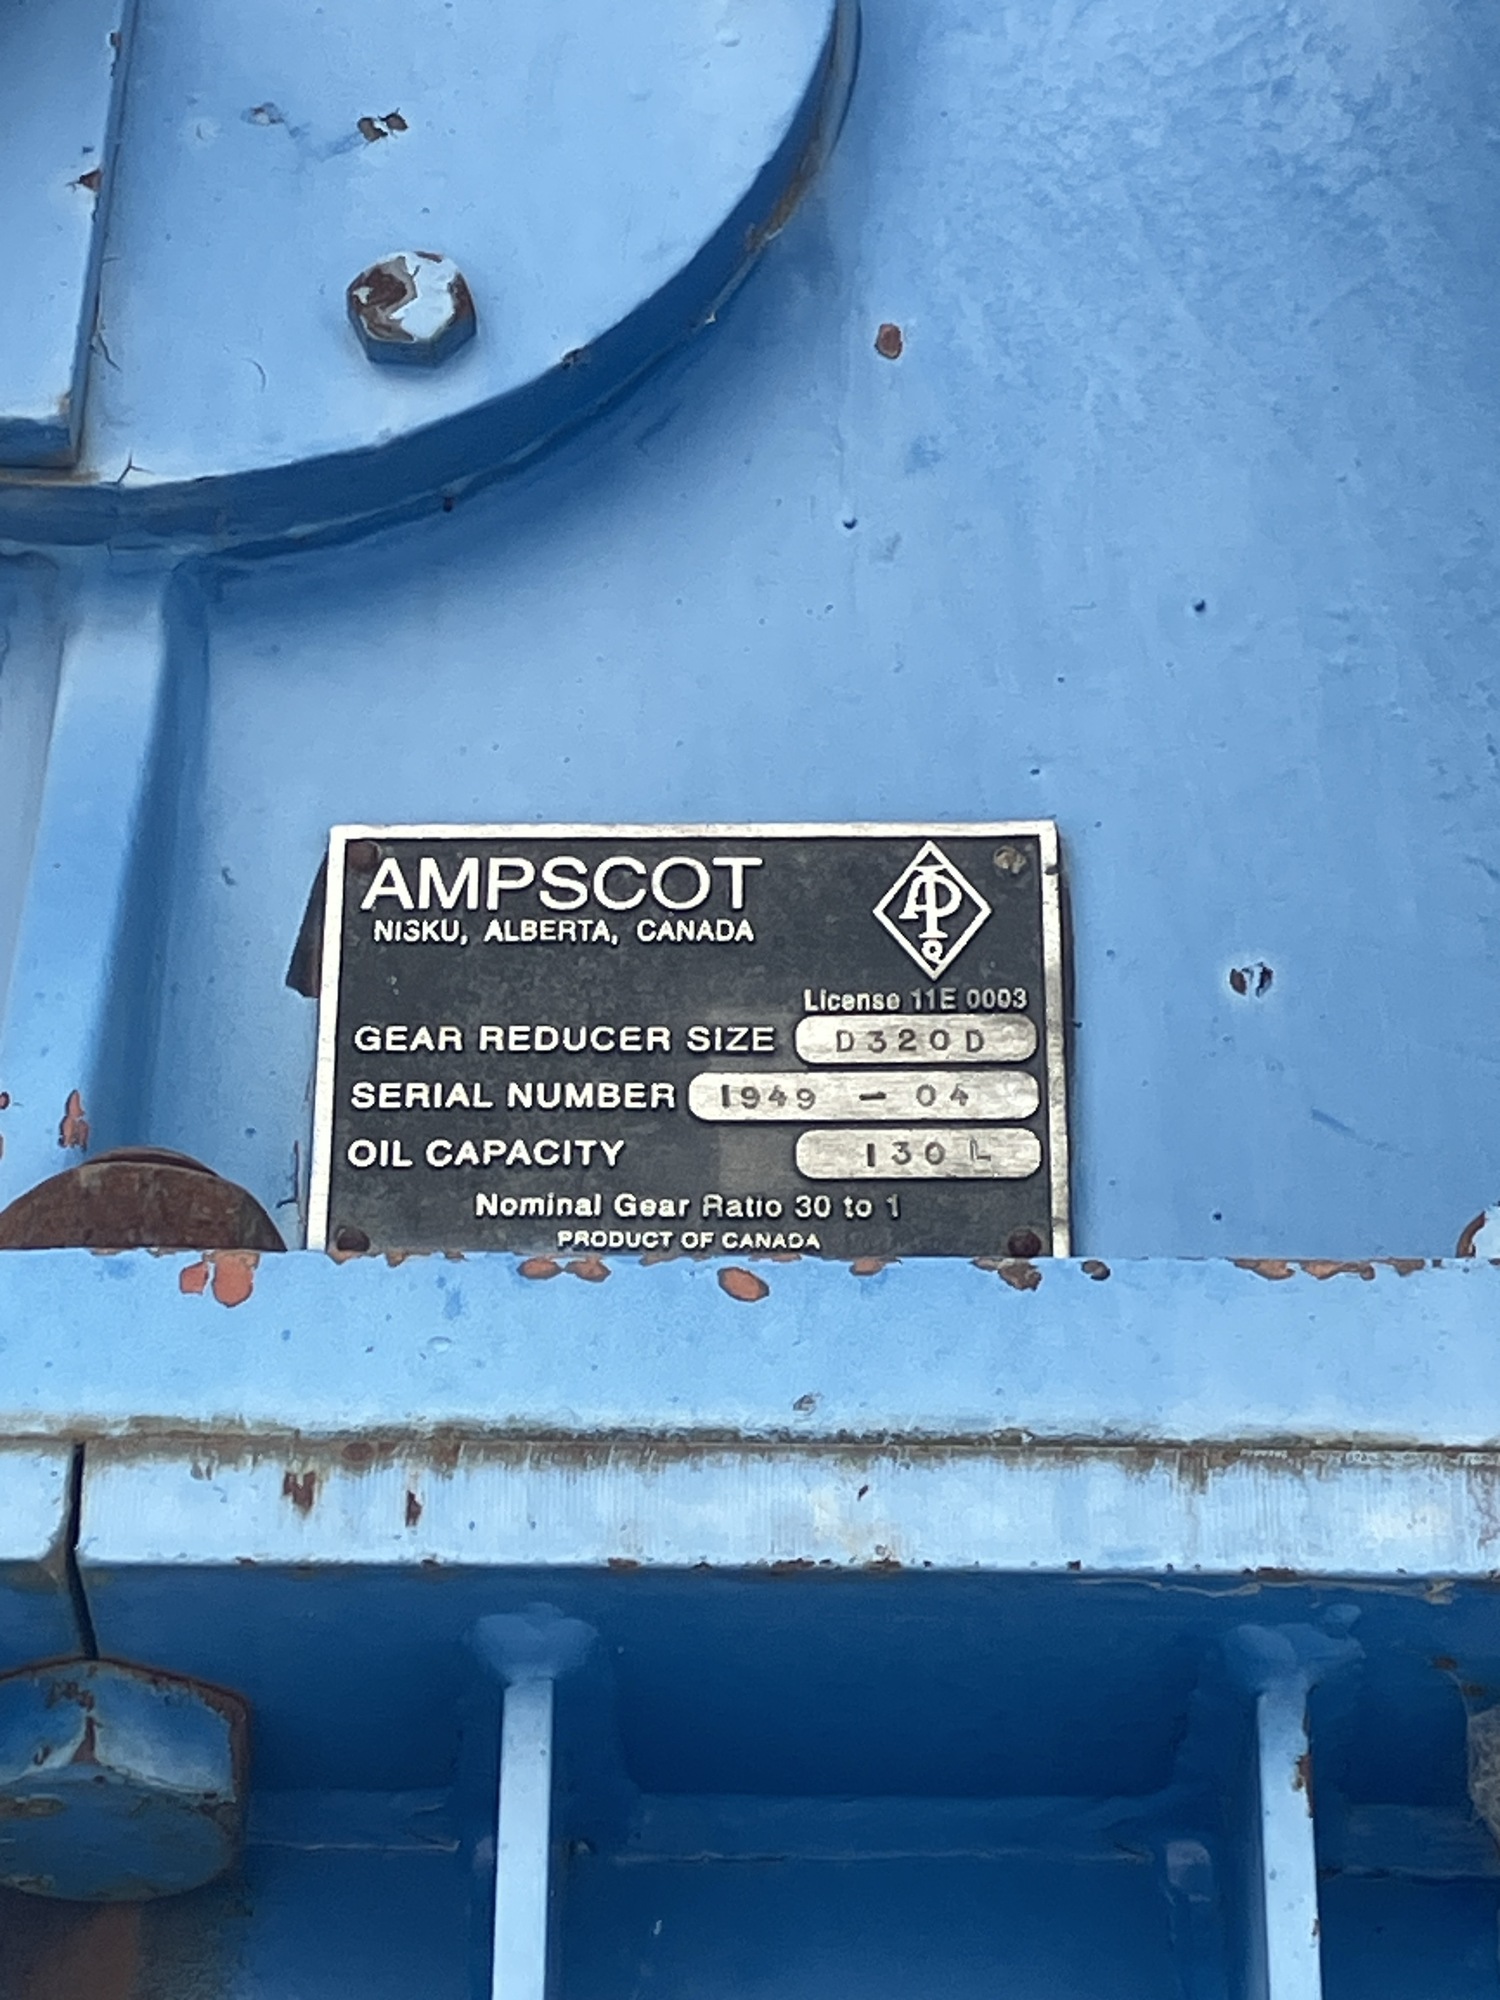 AMPSCOT
NISKU, ALBERTA, CANADA
API
Q
License 11E 0003
GEAR REDUCER SIZE D320D
SERIAL NUMBER 1949 - 04
OIL CAPACITY 130 L
Nominal Gear Ratio 30 to 1
PRODUCT OF CANADA